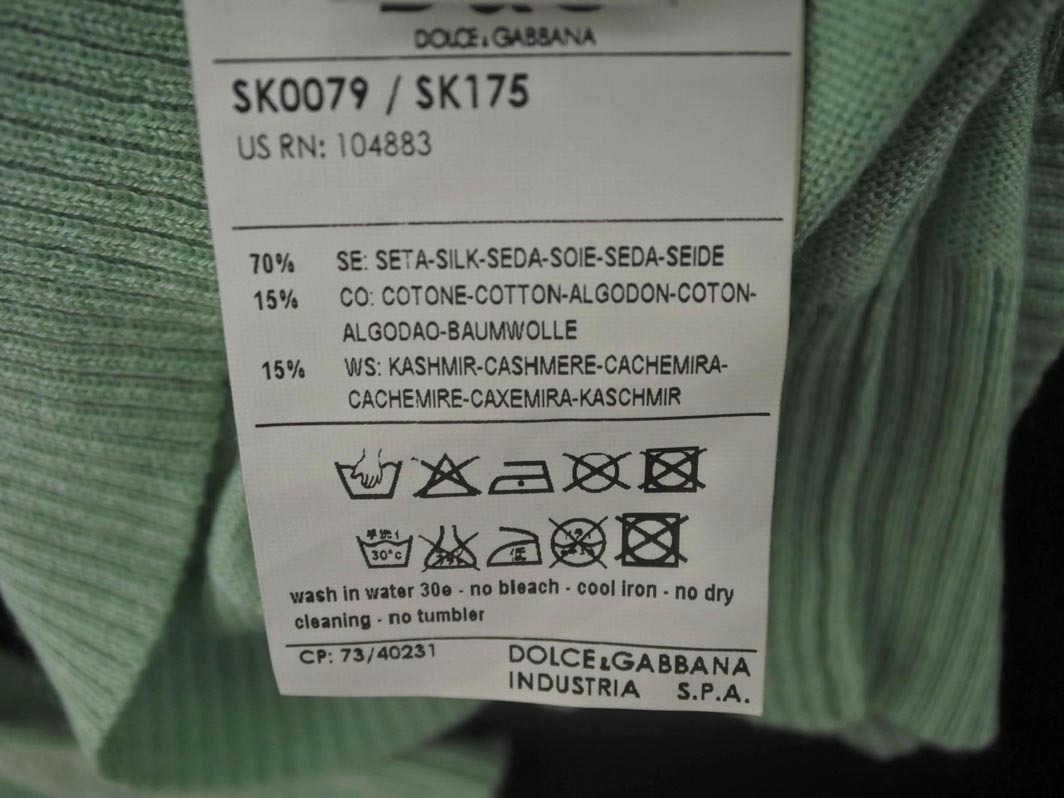 DOLCE & GABBANA
SK0079 / SK175
US RN: 104883
70% SE: SETA-SILK-SEDA-SOIE-SEDA-SEIDE
15% CO: COTONE-COTTON-ALGODON-COTON-
ALGODAO-BAUMWOLLE
15% WS: KASHMIR-CASHMERE-CACHEMIRA-
CACHEMIRE-CAXEMIRA-KASCHMIR
30°c
wash in water 30e - no bleach - cool iron - no dry
cleaning - no tumbler
CP: 73/40231
DOLCE&GABBANA
INDUSTRIA S.P.A.